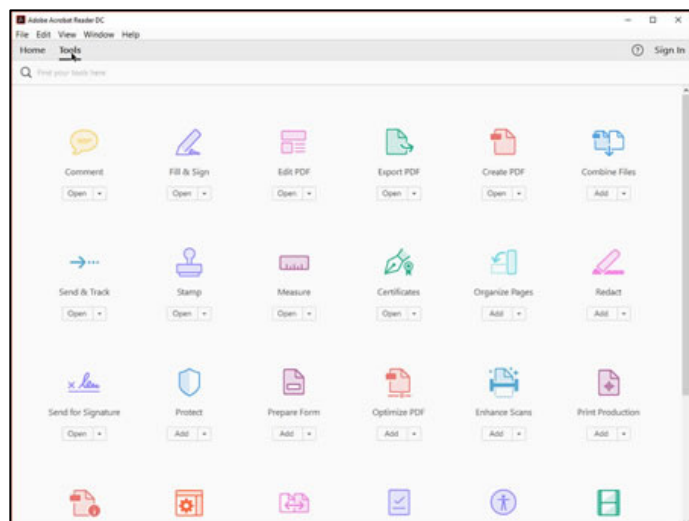 Adobe Acrobat Reader DC
File Edit View Window Help
Home Tools Sign In
Find your tools here
Comment Fill & Sign Edit PDF Export PDF Create PDF Combine Files
Open Open Open Open Open Add
Send & Track Stamp Measure Certificates Organize Pages Redact
Open Open Open Open Add Add
Send for Signature Protect Prepare Form Optimize PDF Enhance Scans Print Production
Open Add Add Add Add Add